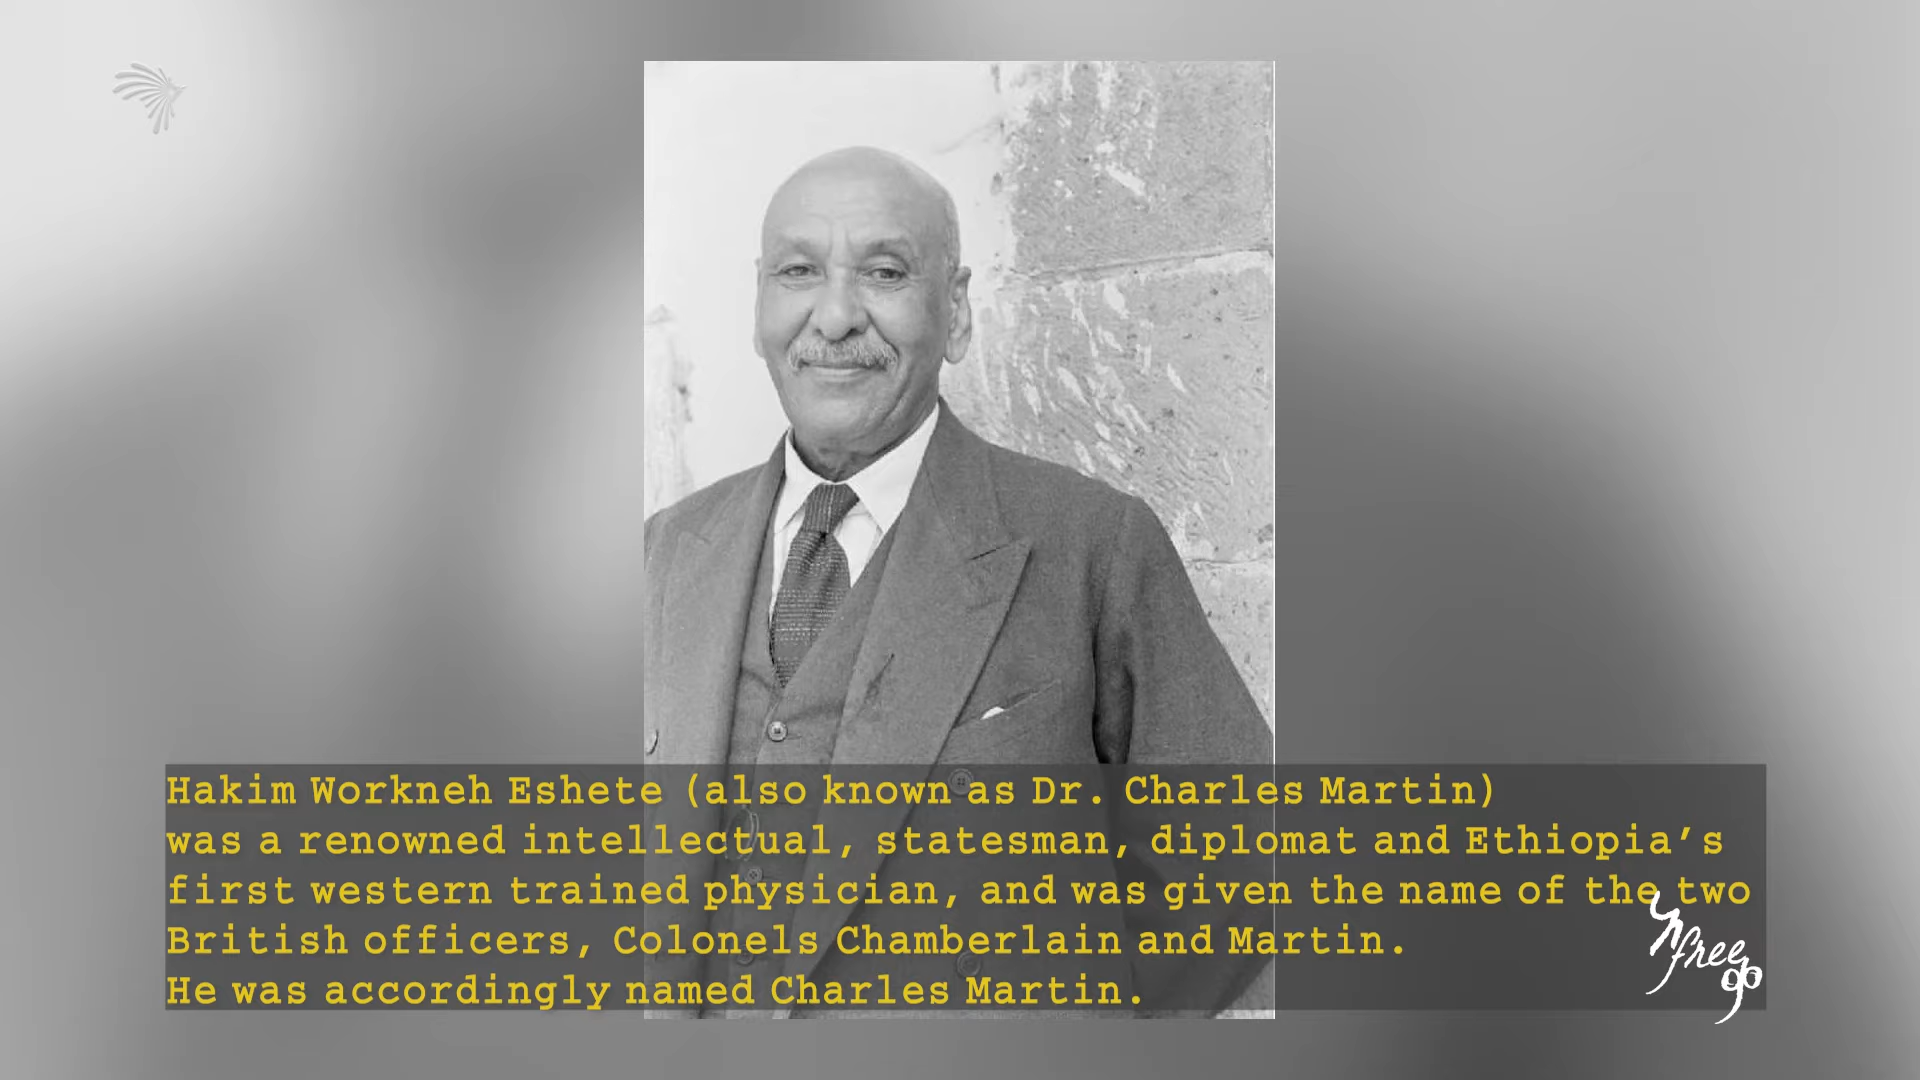 Hakim Workneh Eshete (also known as Dr. Charles Martin)
was a renowned intellectual, statesman, diplomat and Ethiopia’s
first western trained physician, and was given the name of the two
British officers, Colonels Chamberlain and Martin.
He was accordingly named Charles Martin.
free